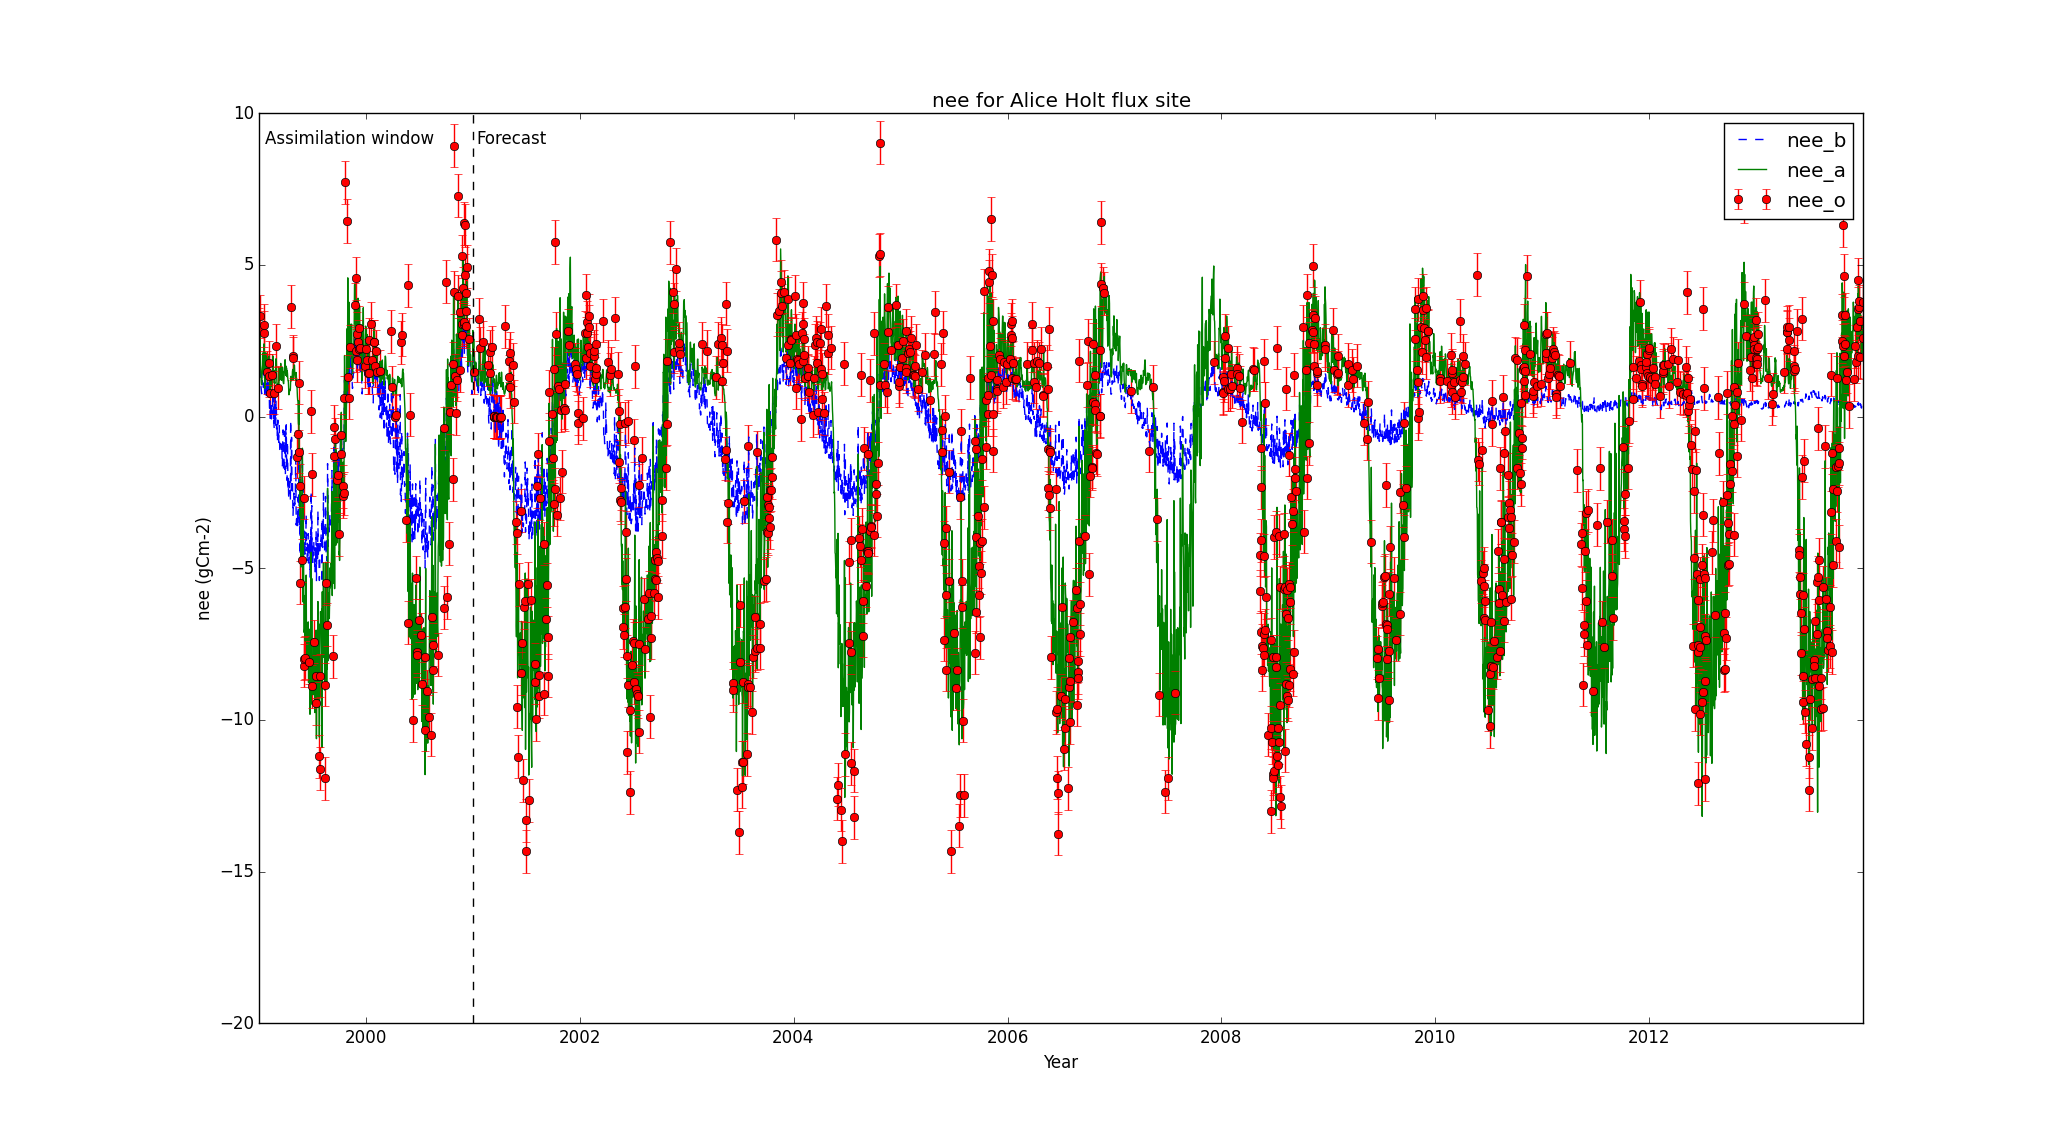 nee for Alice Holt flux site
10
Assimilation window
Forecast
nee_b
nee_a
nee_o
5
0
−5
−10
−15
−20
nee (gCm-2)
2000
2002
2004
2006
2008
2010
2012
Year